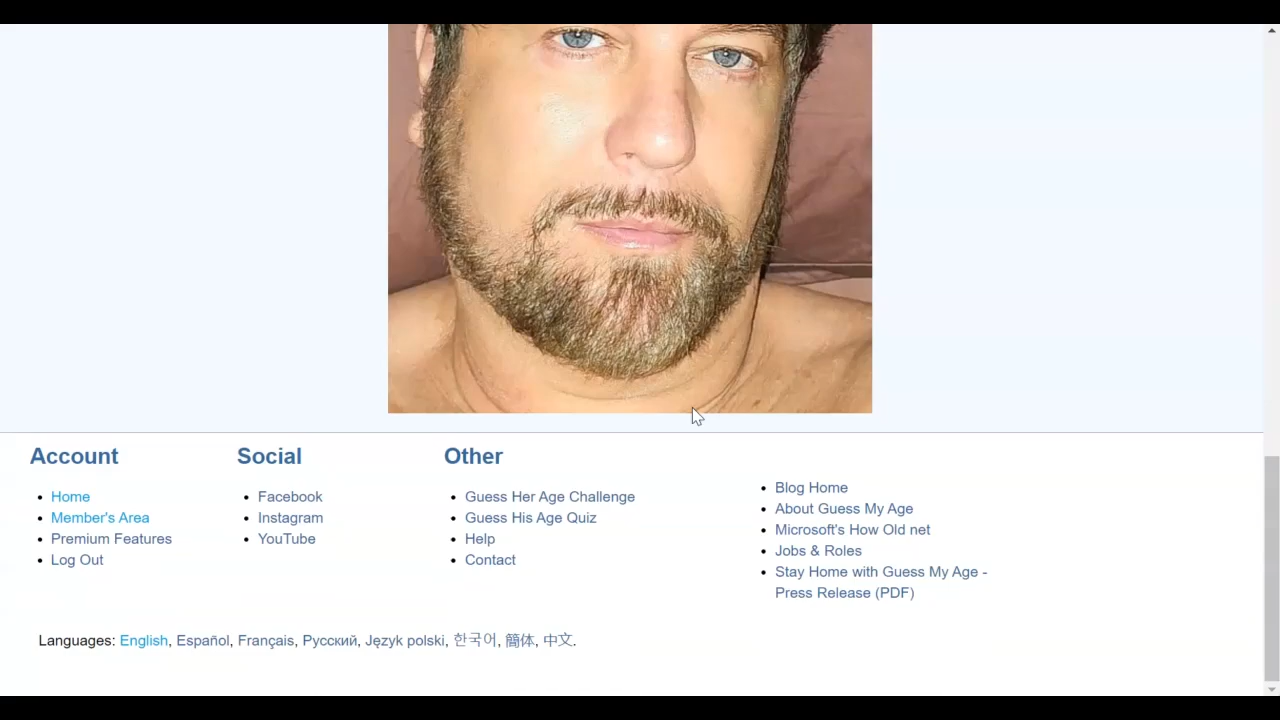 Account
Home
Member's Area
Premium Features
Log Out
Social
Facebook
Instagram
YouTube
Other
Guess Her Age Challenge
Guess His Age Quiz
Help
Contact
Blog Home
About Guess My Age
Microsoft's How Old net
Jobs & Roles
Stay Home with Guess My Age -
Press Release (PDF)
Languages: English, Español, Français, Русский, Język polski, 한국어, 簡体, 中文.